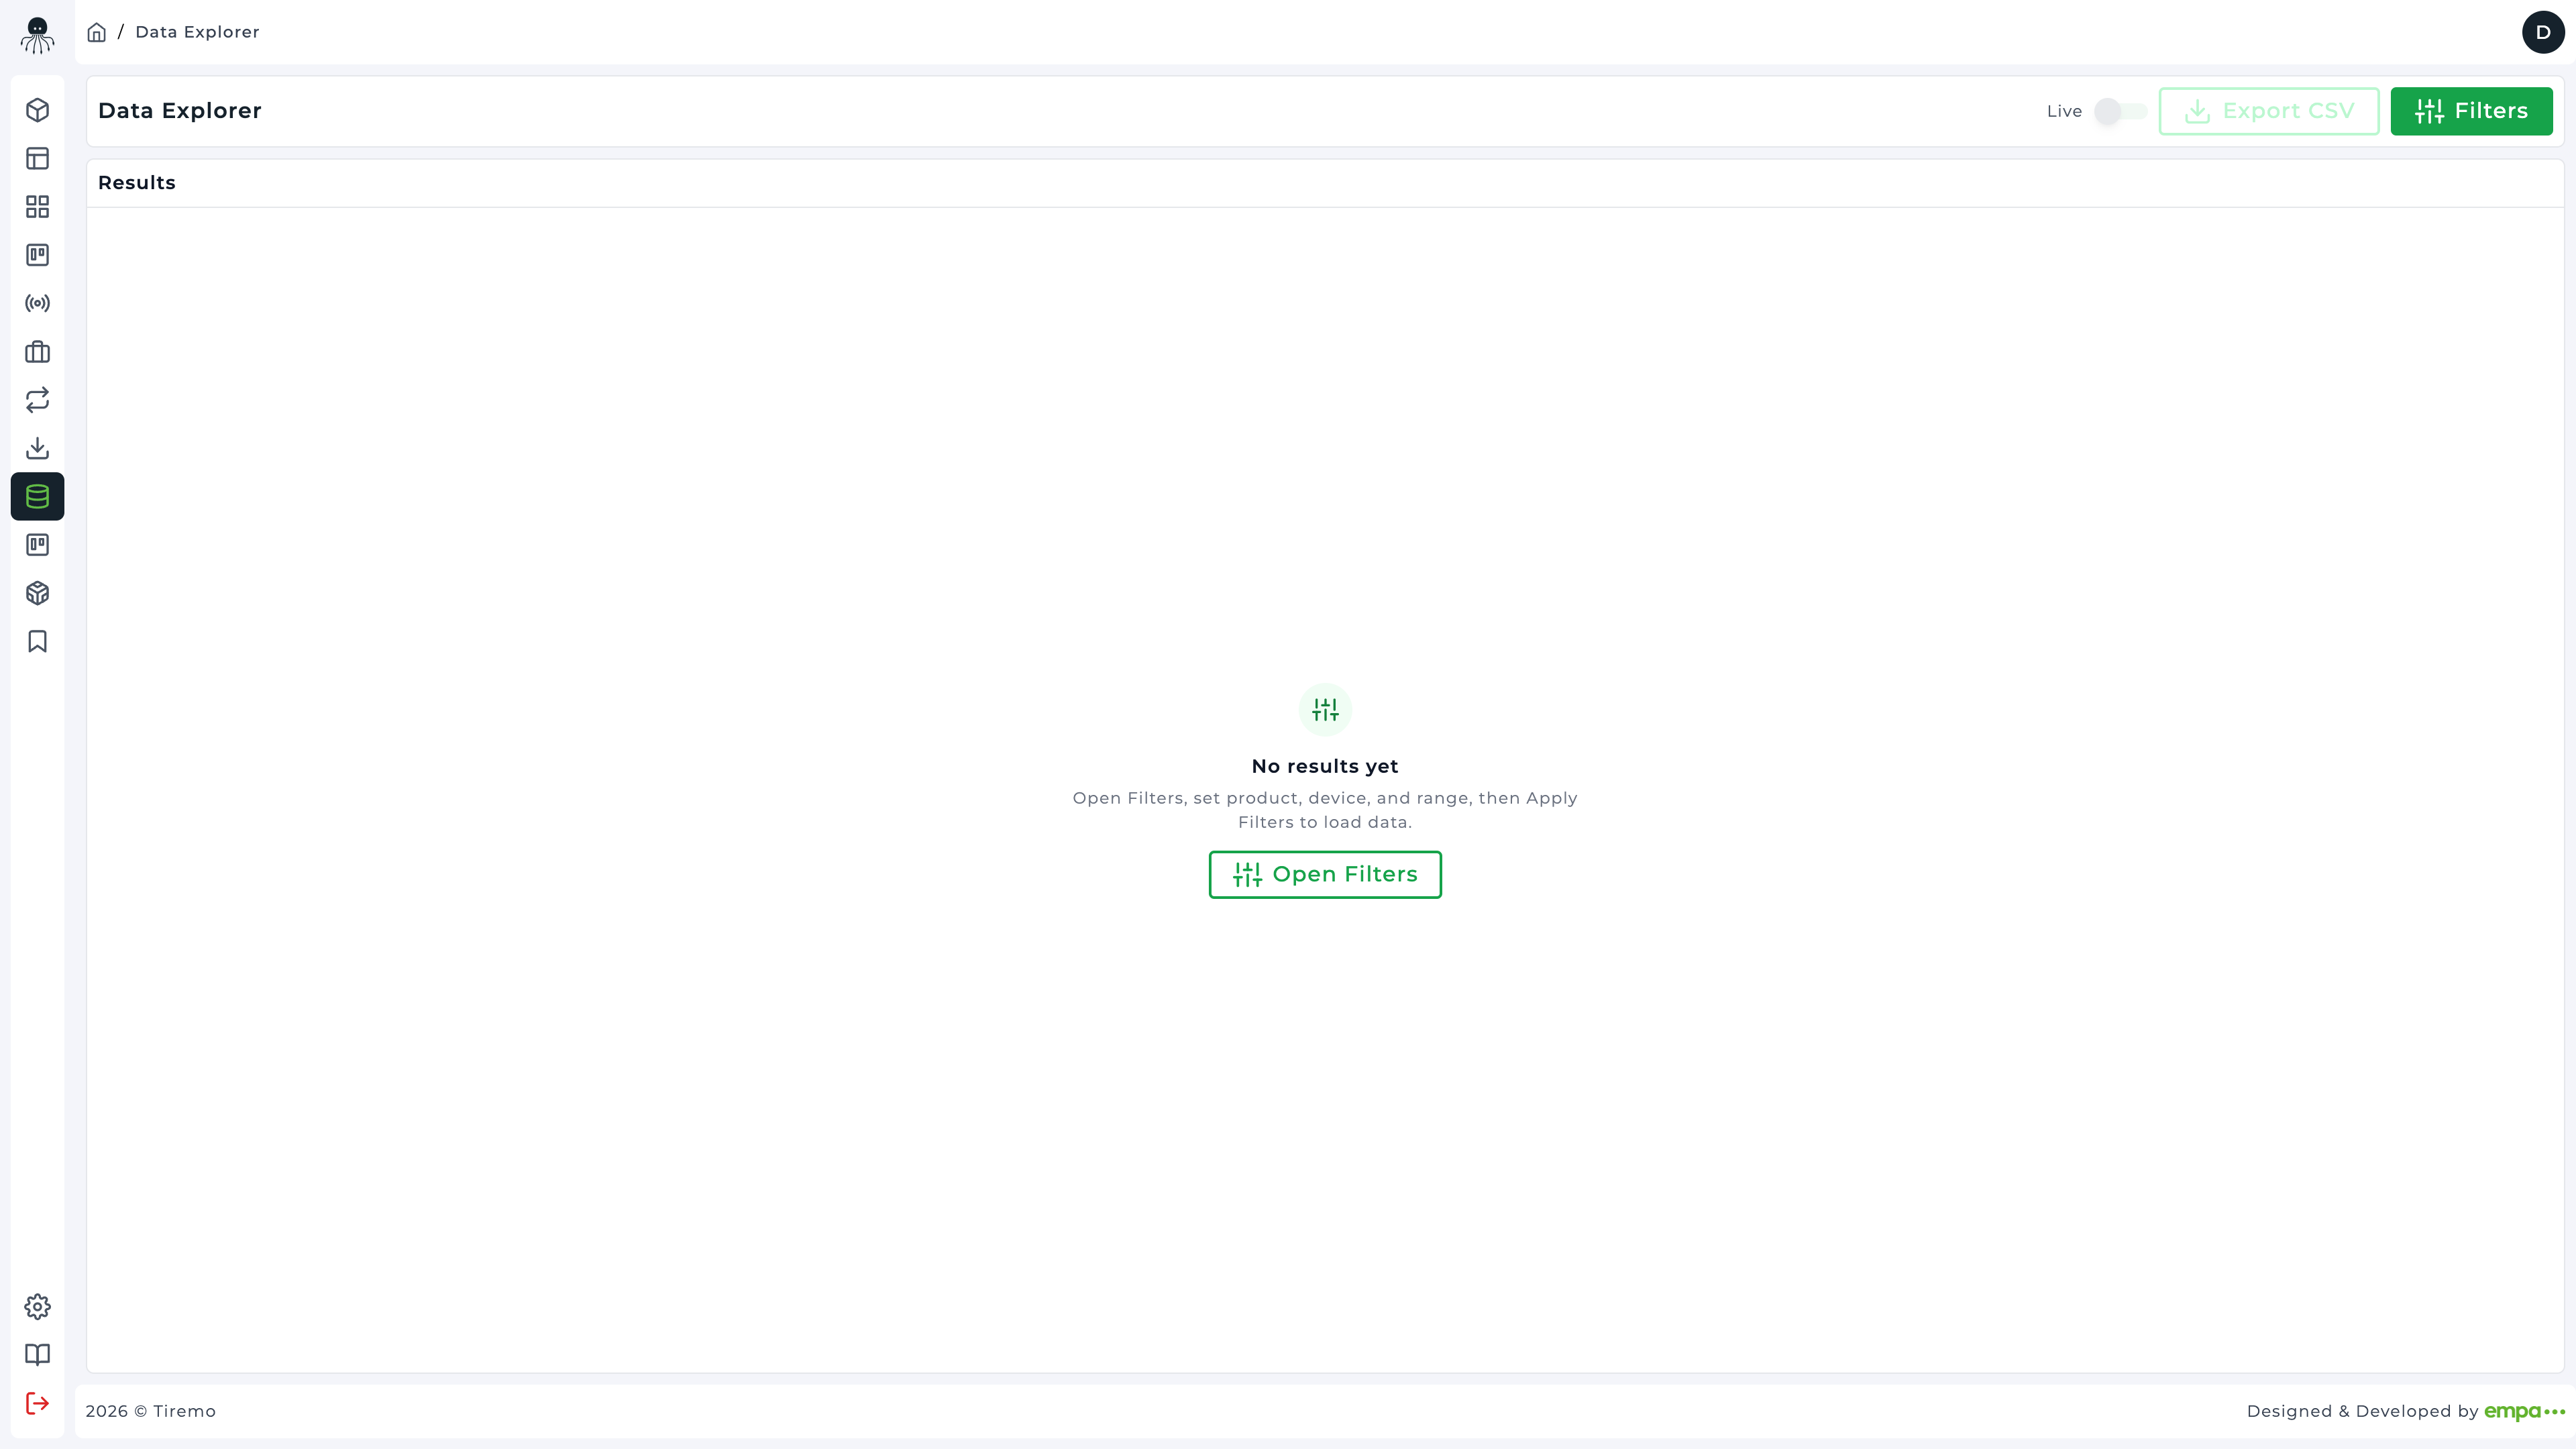 / Data Explorer
D
Data Explorer
Live
Export CSV
Filters
Results
No results yet
Open Filters, set product, device, and range, then Apply
Filters to load data.
Open Filters
2026 © Tiremo
Designed & Developed by empa